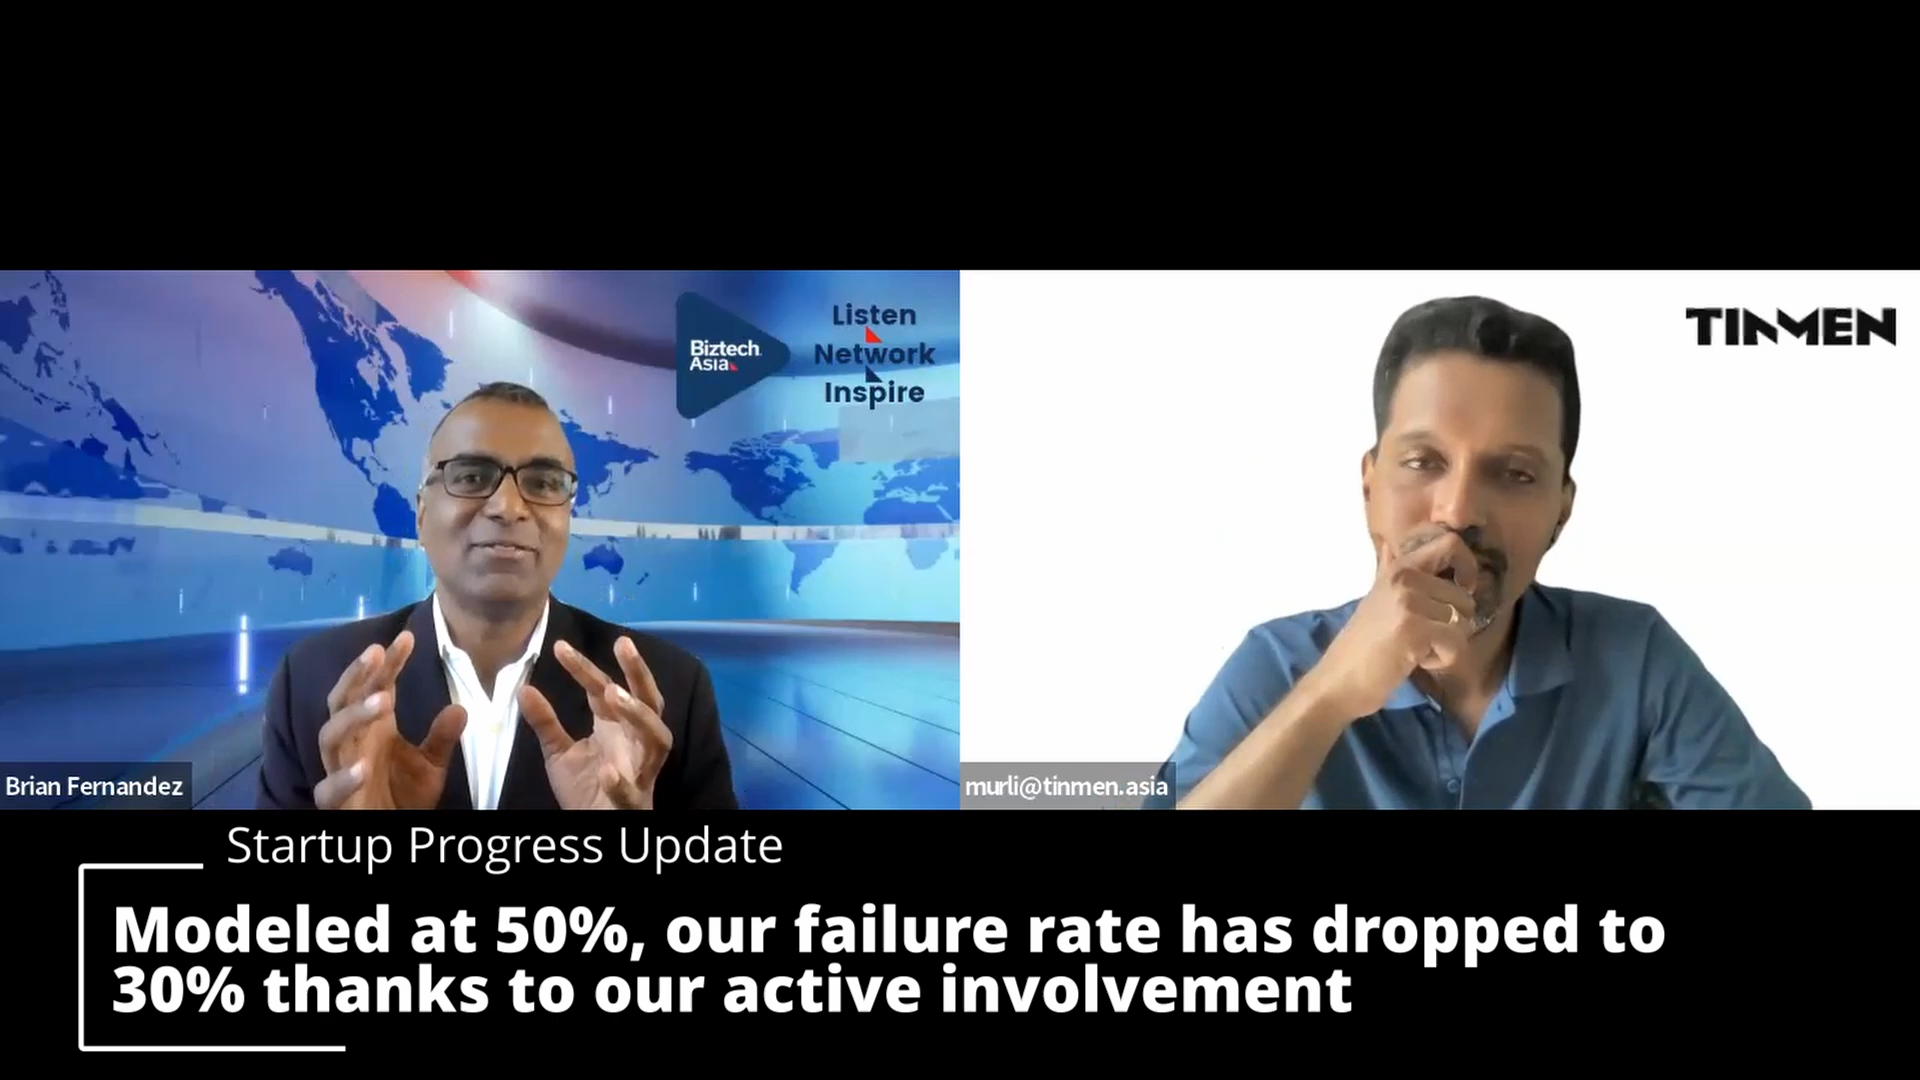 Biztech
Asia
Listen
Network
Inspire
TINMEN
Brian Fernandez
murli@tinmen.asia
Startup Progress Update
Modeled at 50%, our failure rate has dropped to
30% thanks to our active involvement